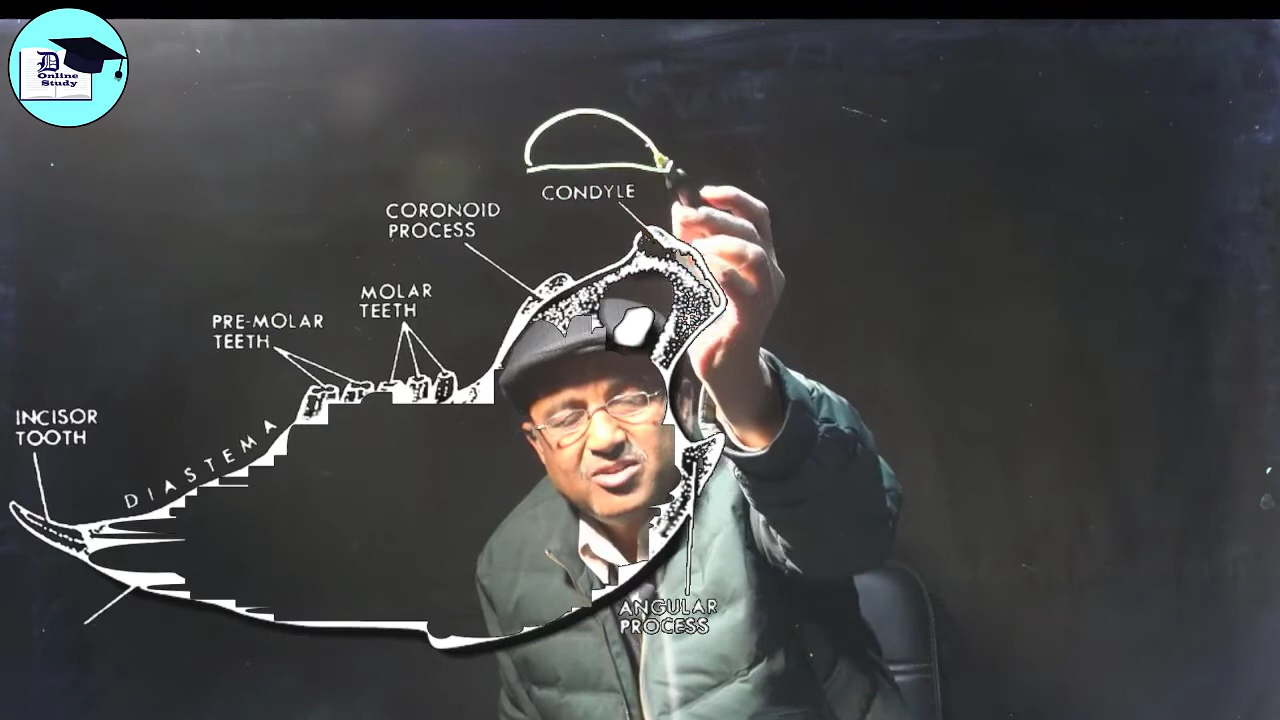 D
Online
Study
CONDYLE
CORONOID
PROCESS
MOLAR
TEETH
PRE-MOLAR
TEETH
INCISOR
TOOTH
DIASTEMA
ANGULAR
PROCESS